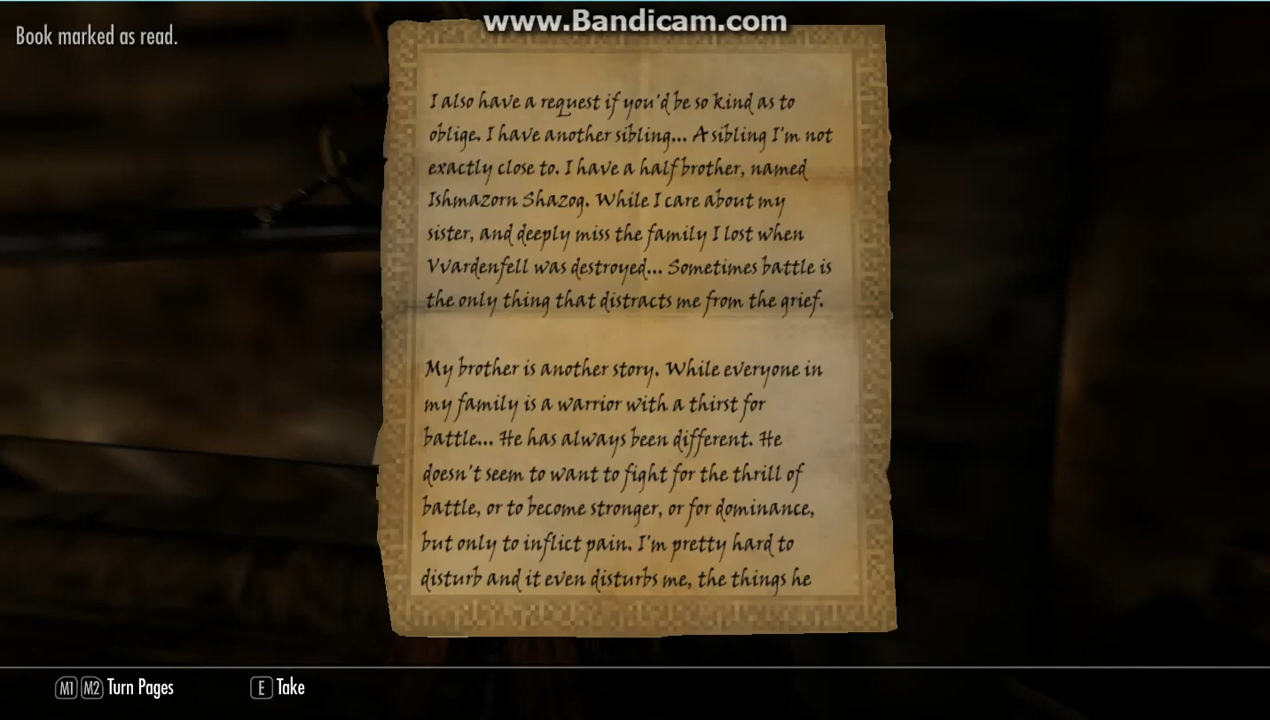 www.Bandicam.com
Book marked as read.
I also have a request if you'd be so kind as to
oblige. I have another sibling... A sibling I'm not
exactly close to. I have a half brother, named
Ishmazorn Shazog. While I care about my
sister, and deeply miss the family I lost when
Vvardenfell was destroyed... Sometimes battle is
the only thing that distracts me from the grief.
My brother is another story. While everyone in
my family is a warrior with a thirst for
battle... He has always been different. He
doesn't seem to want to fight for the thrill of
battle, or to become stronger, or for dominance,
but only to inflict pain. I'm pretty hard to
disturb and it even disturbs me, the things he
M1 M2 Turn Pages
E Take